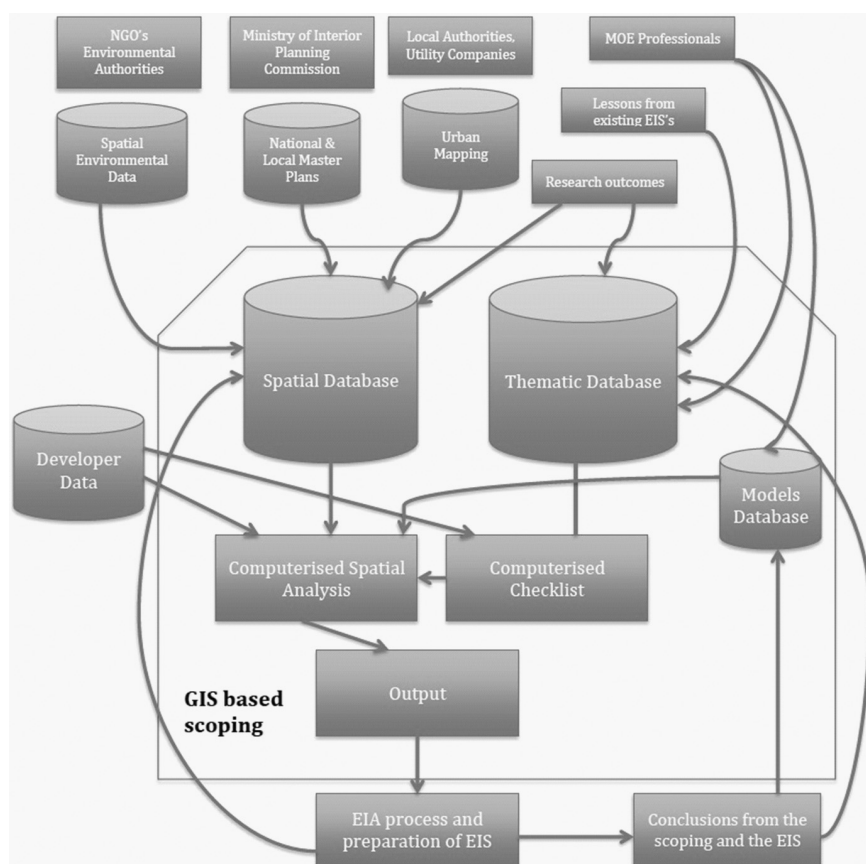 NGO's
Environmental
Authorities
Ministry of Interior
Planning
Commission
Local Authorities,
Utility Companies
MOE Professionals
Spatial
Environmental
Data
National &
Local Master
Plans
Urban
Mapping
Lessons from
existing EIS's
Research outcomes
Spatial Database
Thematic Database
Developer
Data
Models
Database
Computerised Spatial
Analysis
Computerised
Checklist
GIS based
scoping
Output
EIA process and
preparation of EIS
Conclusions from the
scoping and the EIS